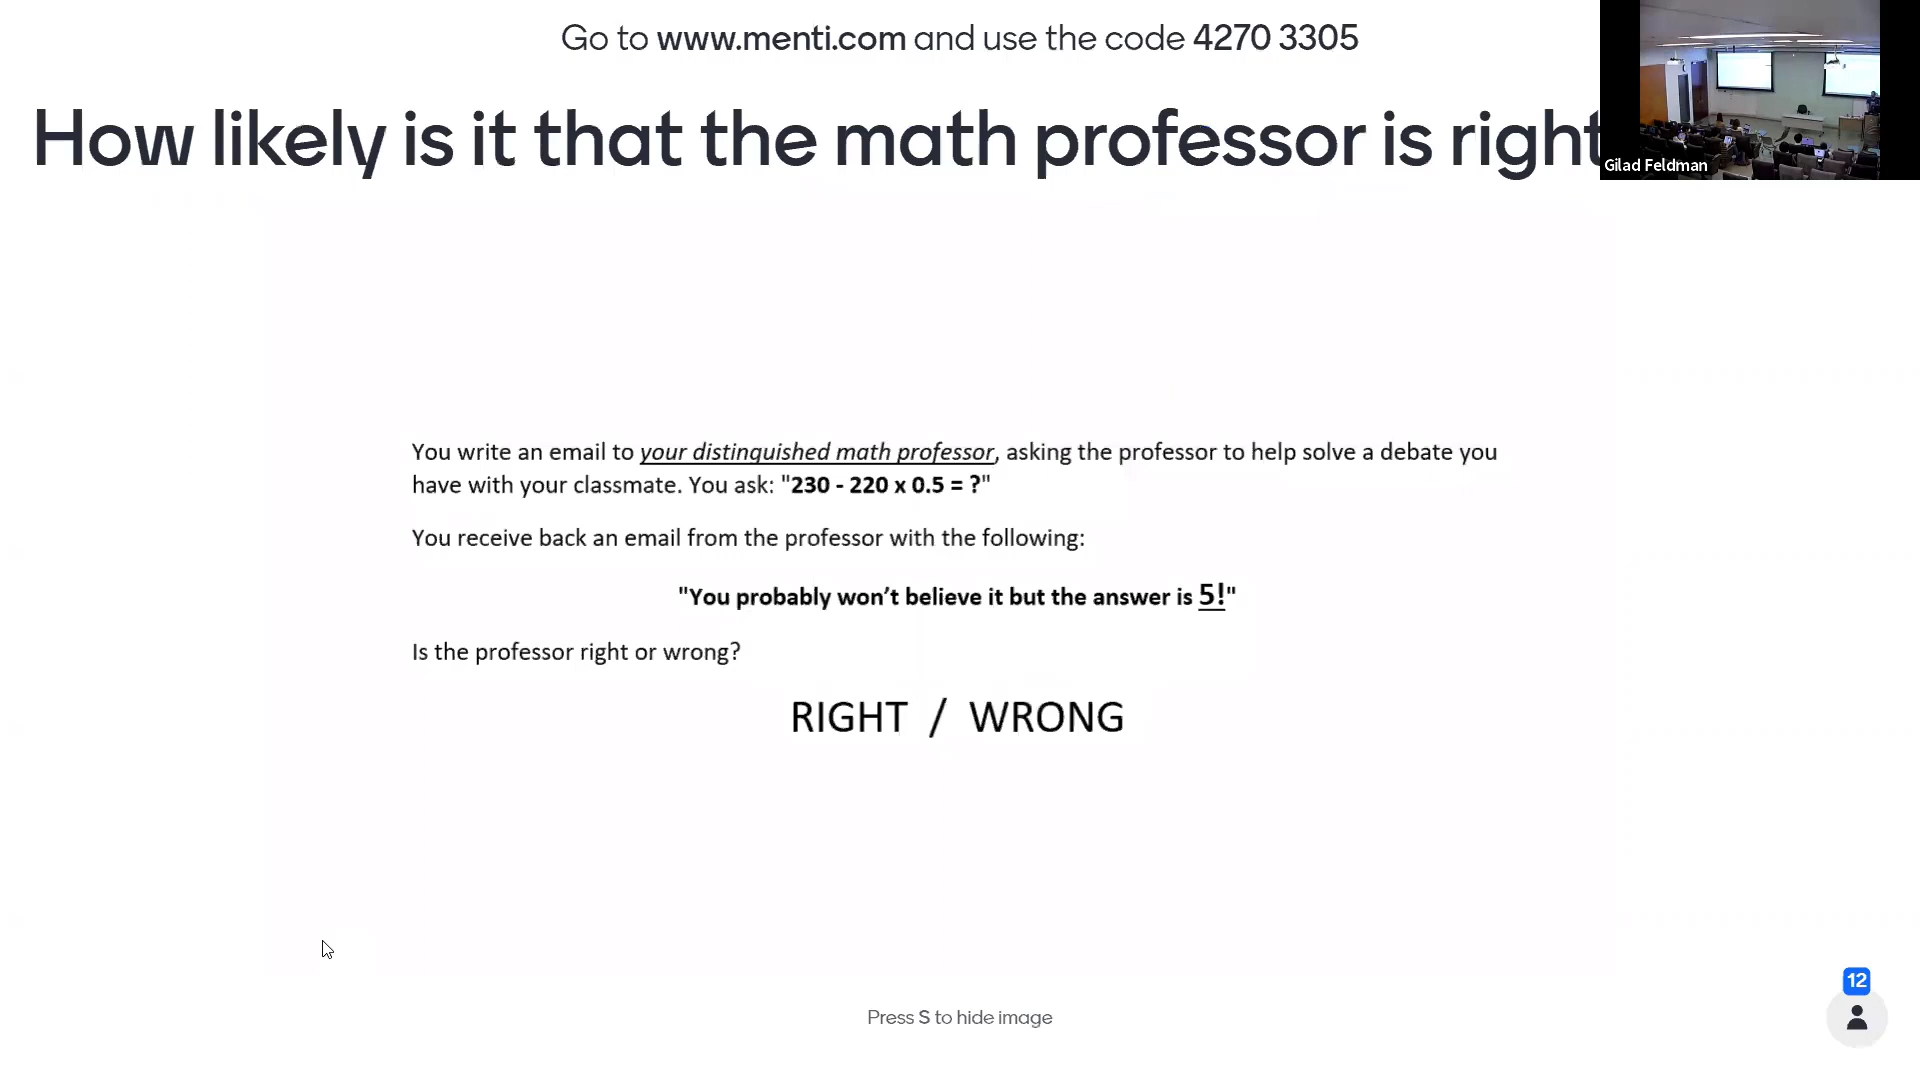 Go to www.menti.com and use the code 4270 3305
How likely is it that the math professor is right
Gilad Feldman
You write an email to your distinguished math professor, asking the professor to help solve a debate you
have with your classmate. You ask: "230 - 220 x 0.5 = ?"
You receive back an email from the professor with the following:
"You probably won’t believe it but the answer is 5!"
Is the professor right or wrong?
RIGHT / WRONG
12
Press S to hide image